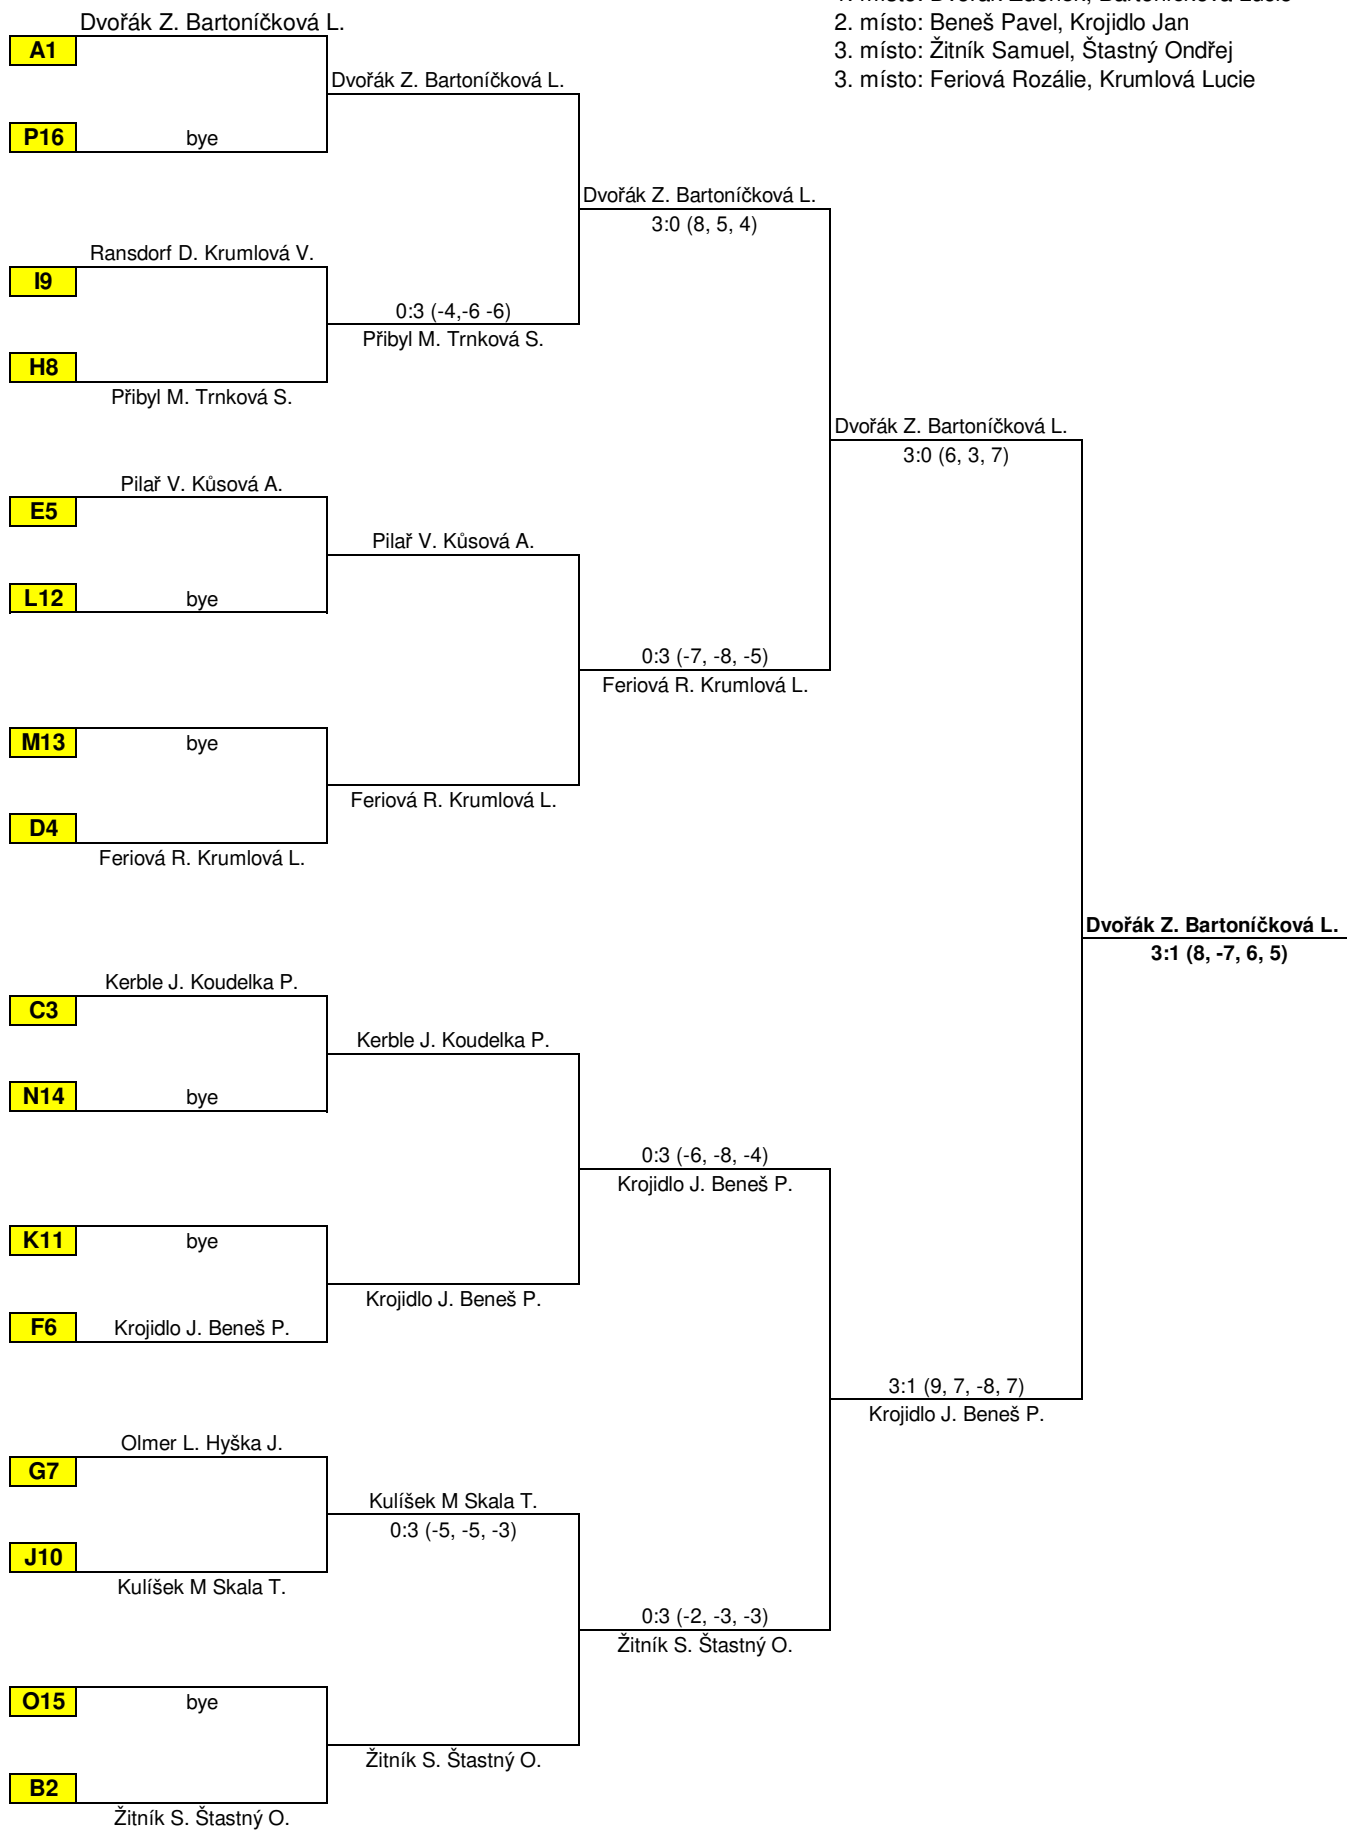 Dvořák Z. Bartoníčková L.
2. místo: Beneš Pavel, Krojidlo Jan
A1
3. místo: Žitník Samuel, Štastný Ondřej
Dvořák Z. Bartoníčková L.
3. místo: Feriová Rozálie, Krumlová Lucie
P16
bye
Dvořák Z. Bartoníčková L.
3:0 (8, 5, 4)
Ransdorf D. Krumlová V.
I9
0:3 (-4,-6 -6)
Přibyl M. Trnková S.
H8
Přibyl M. Trnková S.
Dvořák Z. Bartoníčková L.
3:0 (6, 3, 7)
Pilař V. Kůsová A.
E5
Pilař V. Kůsová A.
L12
bye
0:3 (-7, -8, -5)
Feriová R. Krumlová L.
M13
bye
Feriová R. Krumlová L.
D4
Feriová R. Krumlová L.
Dvořák Z. Bartoníčková L.
3:1 (8, -7, 6, 5)
Kerble J. Koudelka P.
C3
Kerble J. Koudelka P.
N14
bye
0:3 (-6, -8, -4)
Krojidlo J. Beneš P.
K11
bye
Krojidlo J. Beneš P.
F6
Krojidlo J. Beneš P.
3:1 (9, 7, -8, 7)
Krojidlo J. Beneš P.
Olmer L. Hyška J.
G7
Kulíšek M Skala T.
0:3 (-5, -5, -3)
J10
Kulíšek M Skala T.
0:3 (-2, -3, -3)
Žitník S. Štastný O.
O15
bye
Žitník S. Štastný O.
B2
Žitník S. Štastný O.